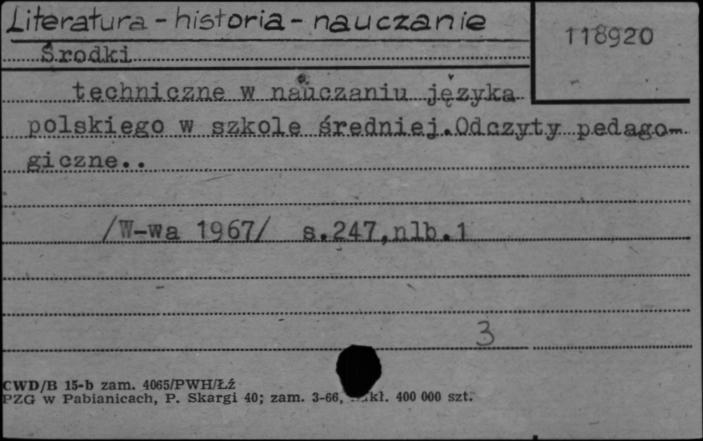 Literatura - historia - nauczanie
118920
Środki
techniczne w nauczaniu języka
polskiego w szkole średniej.Odczyty pedago-
giczne..
/W-wa 1967/ s.247,nlb.1
3
CWD/B 15-b zam. 4065/PWH/Łź
PZG w Pabianicach, P. Skargi 40; zam. 3-66, kł. 400 000 szt.